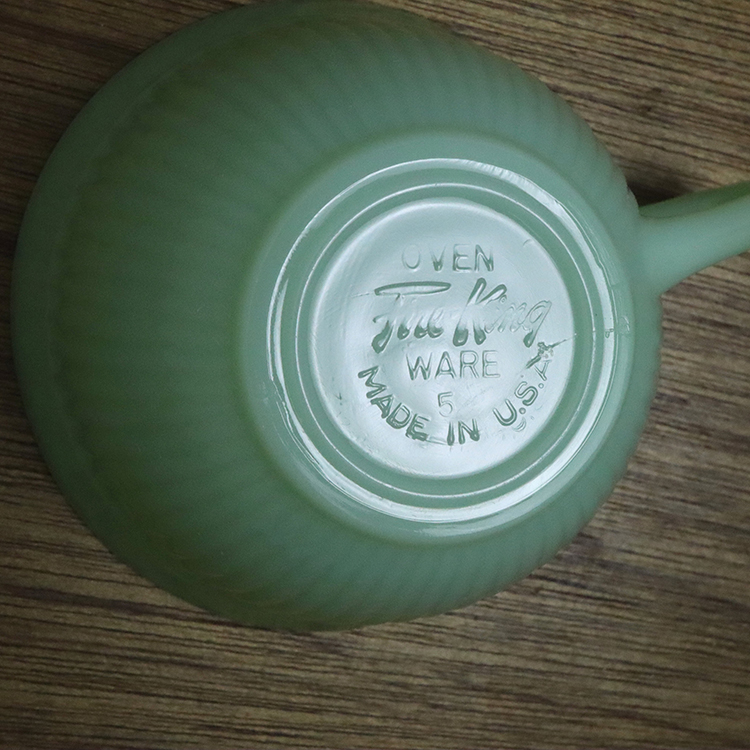 OVEN
Fire-King
WARE
5
MADE IN U.S.A